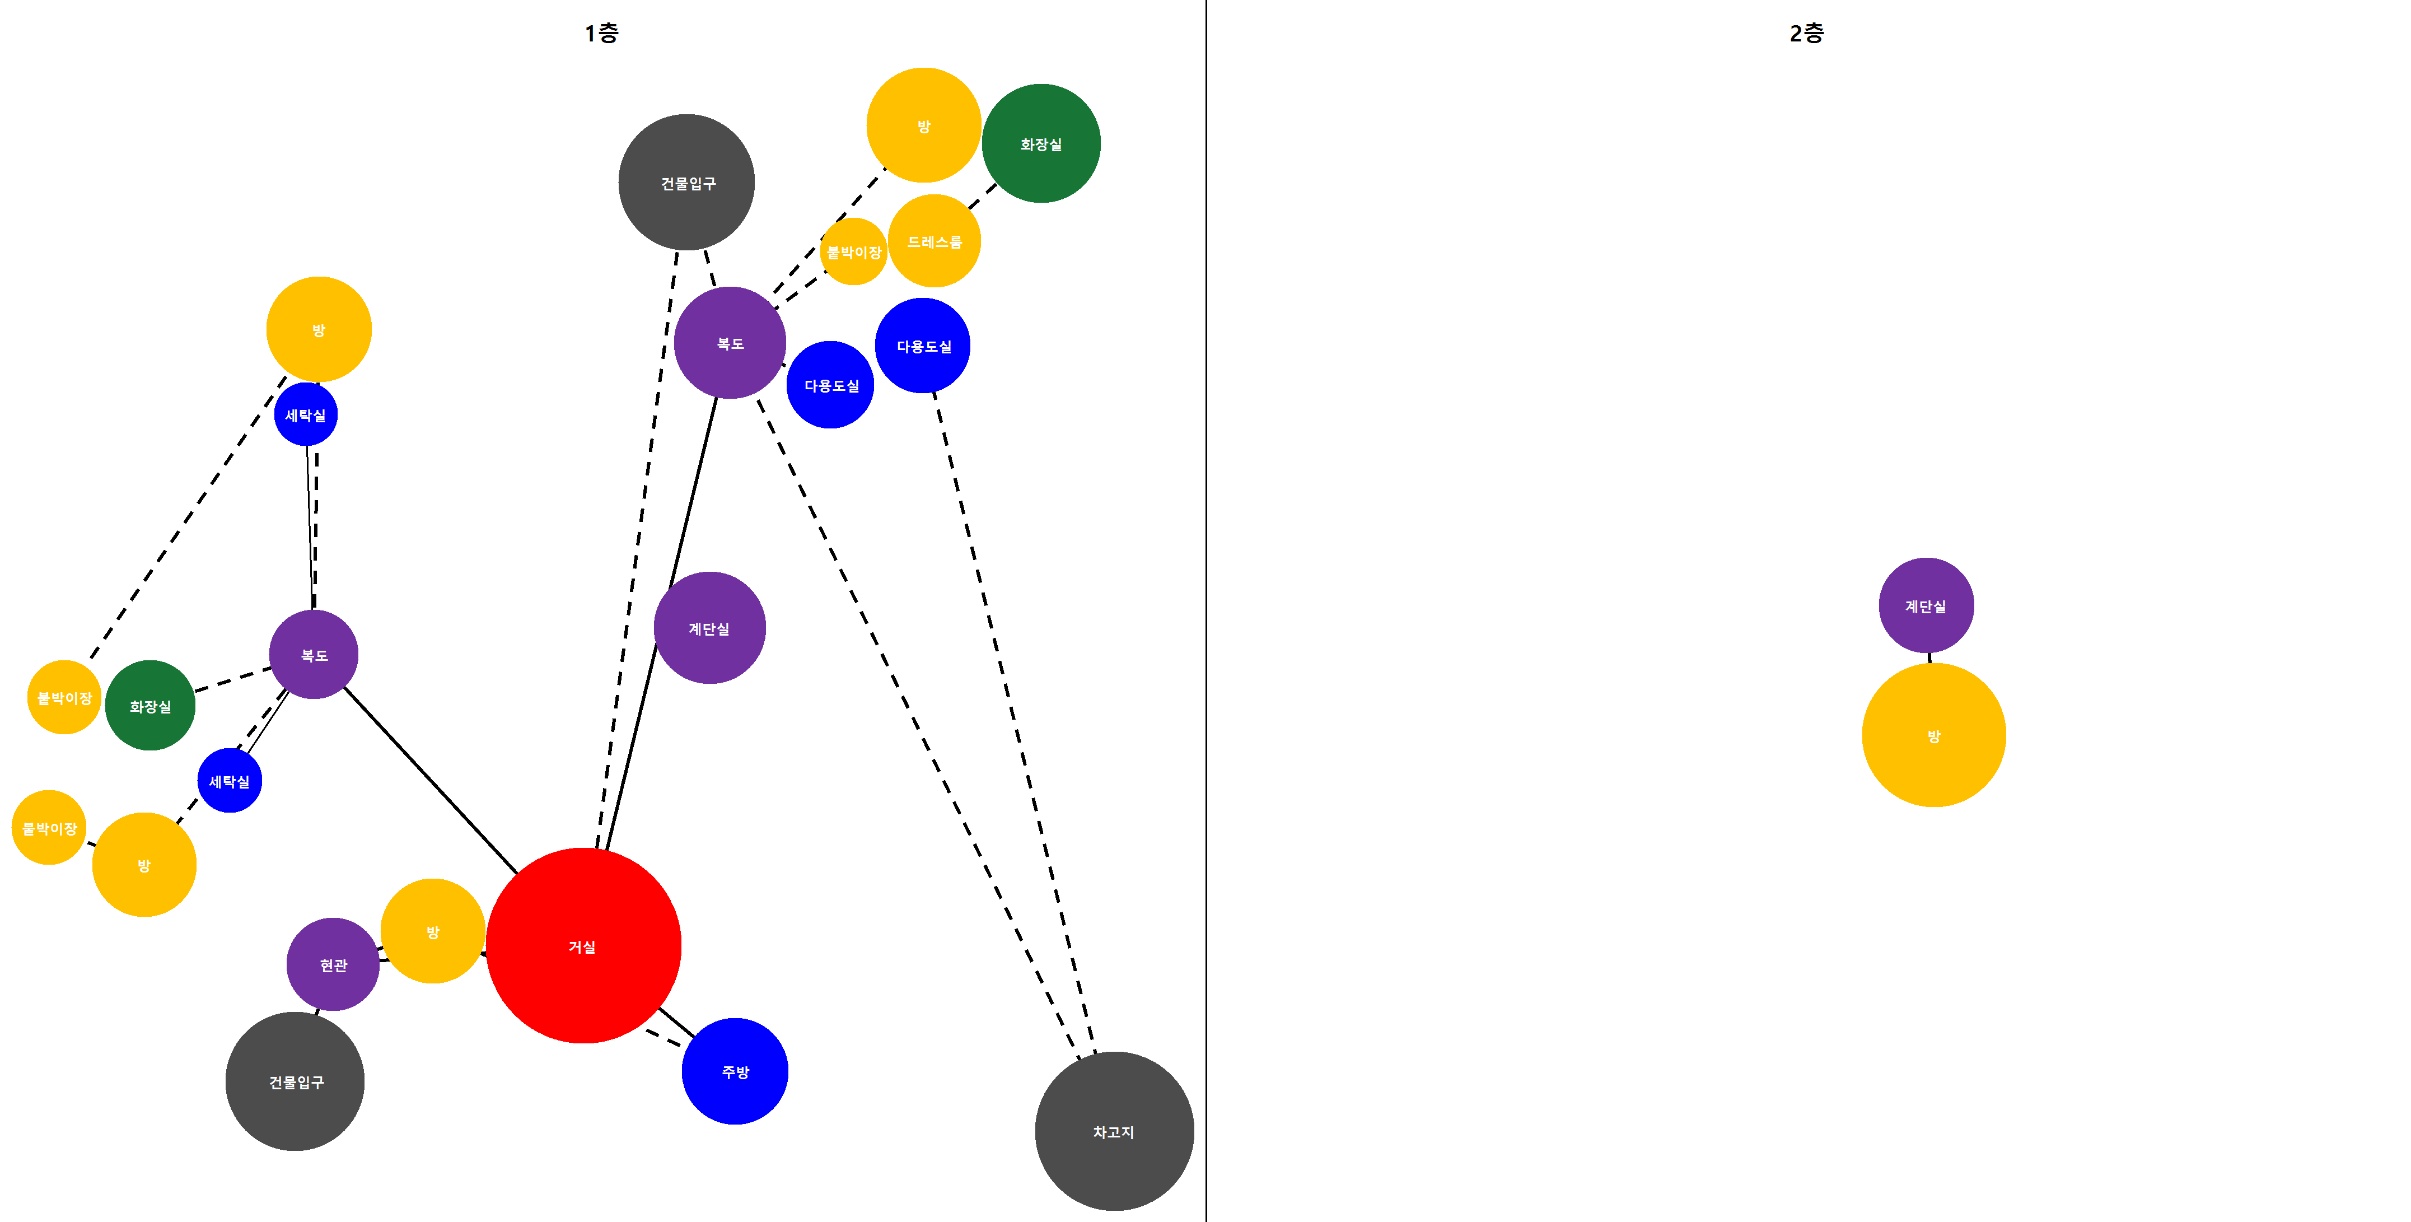 1층
2층
방
화장실
건물입구
붙박이장
드레스룸
방
복도
다용도실
다용도실
세탁실
계단실
계단실
복도
붙박이장
화장실
방
세탁실
붙박이장
방
방
거실
현관
주방
건물입구
차고지